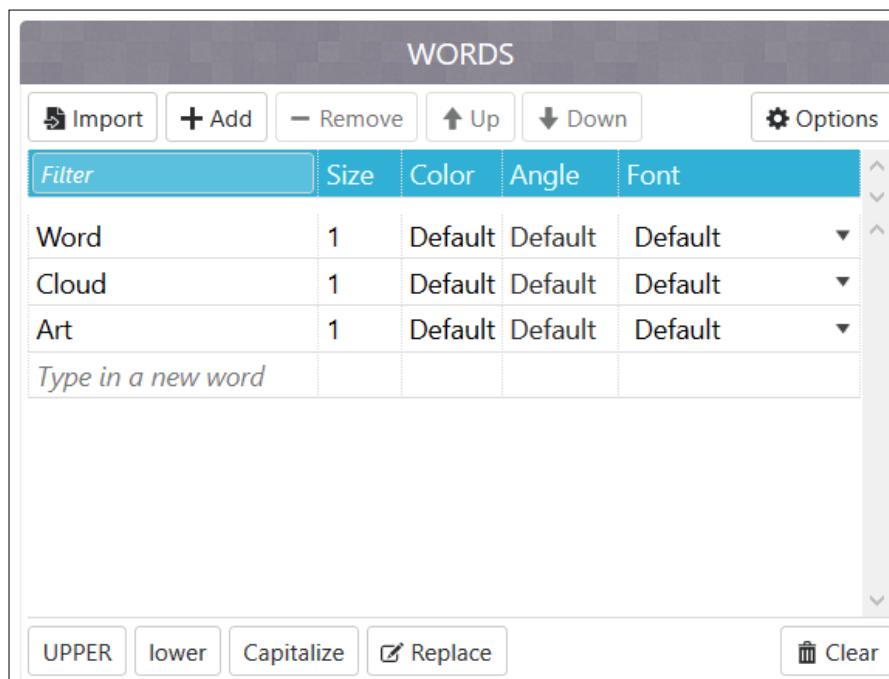 WORDS
Import Add Remove Up Down Options
Filter Size Color Angle Font
Word 1 Default Default Default
Cloud 1 Default Default Default
Art 1 Default Default Default
Type in a new word
UPPER lower Capitalize Replace Clear